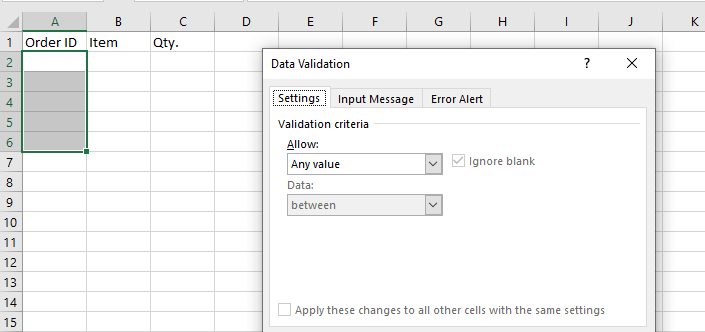 A B C D E F G H I J K
1 Order ID Item Qty.
2
3
4
5
6
7
8
9
10
11
12
13
14
15
Data Validation ? ×
Settings Input Message Error Alert
Validation criteria
Allow:
Any value Ignore blank
Data:
between
Apply these changes to all other cells with the same settings